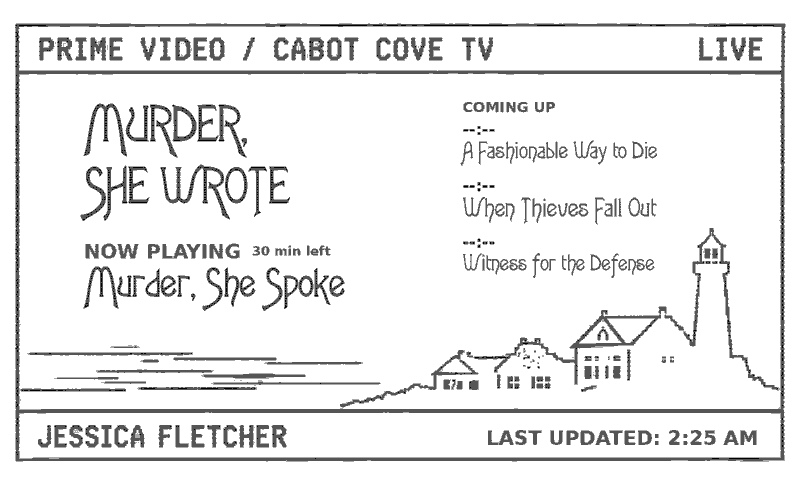 PRIME VIDEO / CABOT COVE TV
LIVE
MURDER,
SHE WROTE
NOW PLAYING 30 min left
Murder, She Spoke
COMING UP
--:--
A Fashionable Way to Die
--:--
When Thieves Fall Out
--:--
Witness for the Defense
JESSICA FLETCHER
LAST UPDATED: 2:25 AM